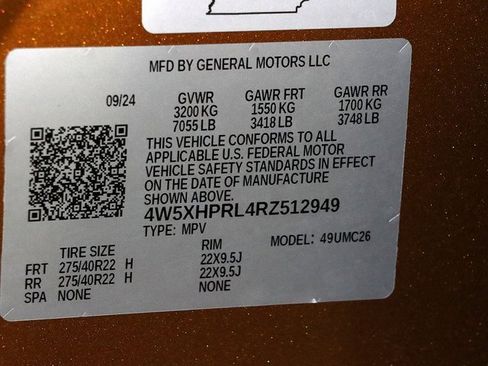 MFD BY GENERAL MOTORS LLC
09/24 GVWR GAWR FRT GAWR RR
3200 KG 1550 KG 1700 KG
7055 LB 3418 LB 3748 LB
THIS VEHICLE CONFORMS TO ALL
APPLICABLE U.S. FEDERAL MOTOR
VEHICLE SAFETY STANDARDS IN EFFECT
ON THE DATE OF MANUFACTURE
SHOWN ABOVE.
4W5XHPRL4RZ512949
TYPE: MPV MODEL: 49UMC26
TIRE SIZE RIM
FRT 275/40R22 H 22X9.5J
RR 275/40R22 H 22X9.5J
SPA NONE NONE